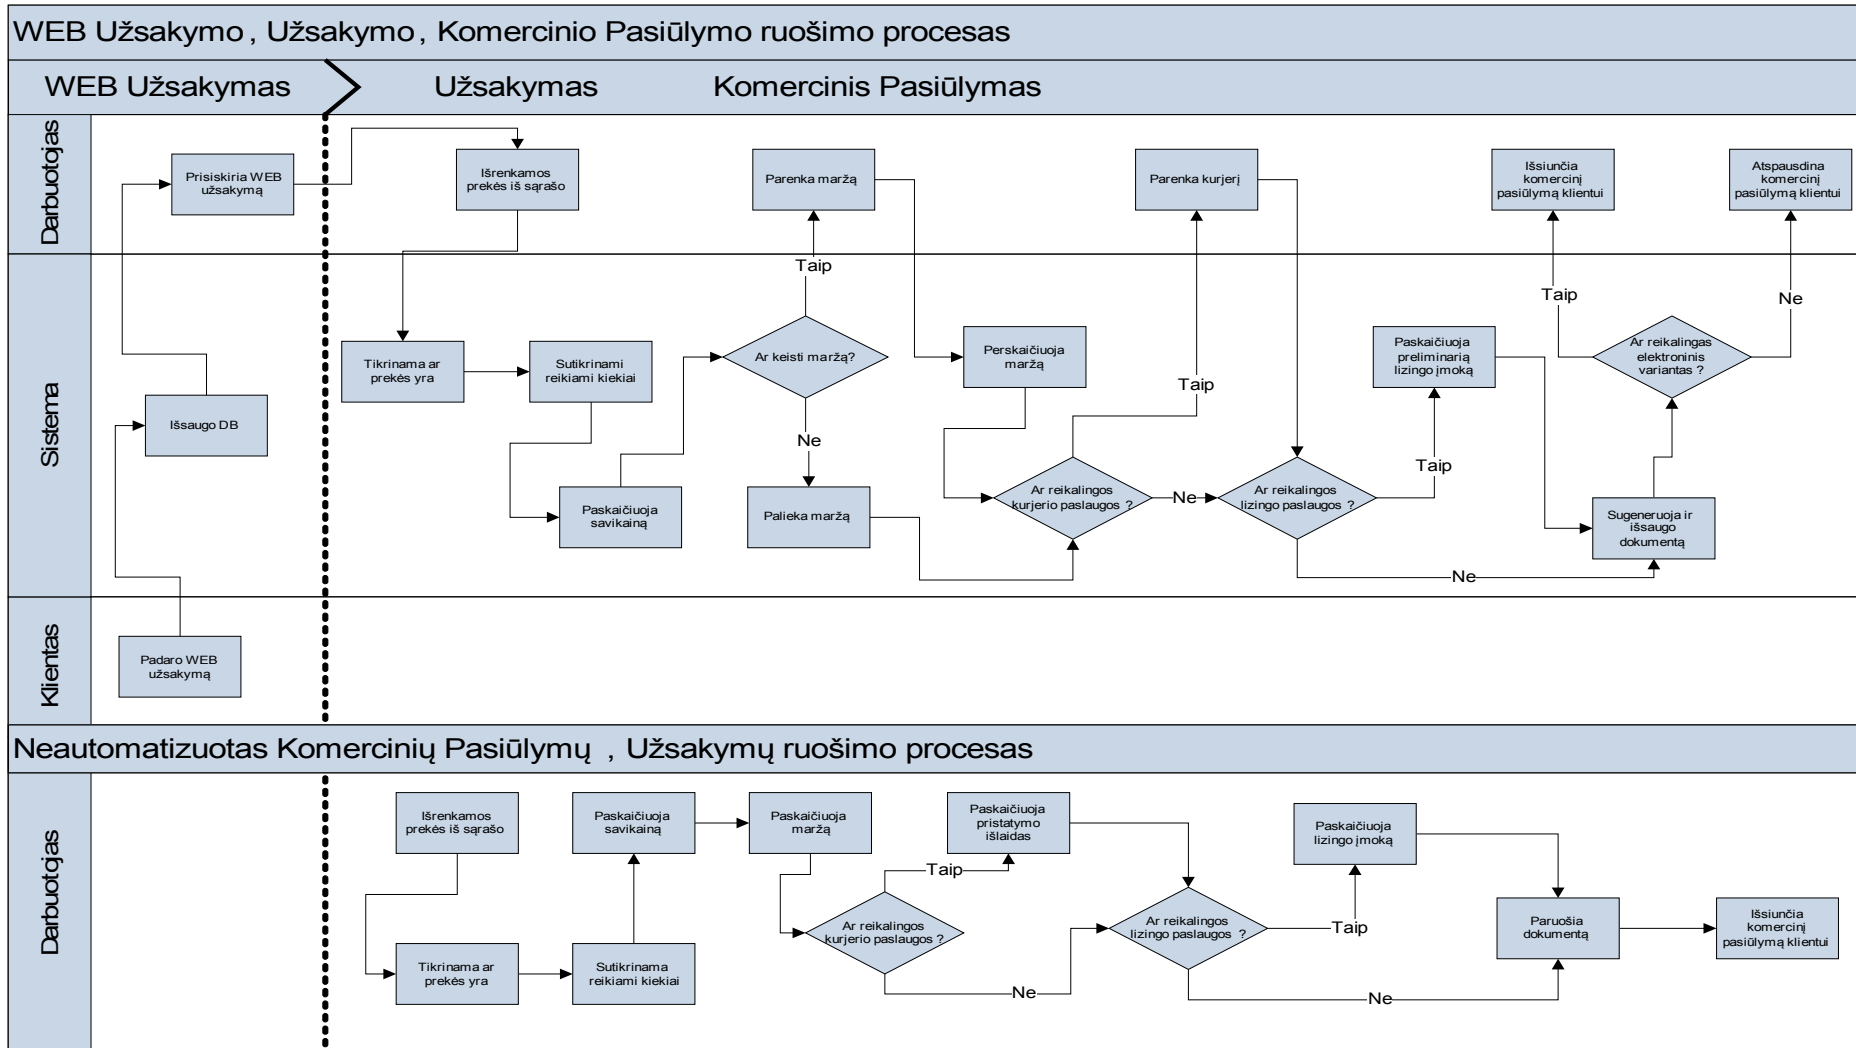 WEB Užsakymo , Užsakymo , Komercinio Pasiūlymo ruošimo procesas
WEB Užsakymas
Užsakymas
Komercinis Pasiūlymas
Darbuotojas
Prisiskiria WEB
užsakymą
Išrenkamos
prekės iš sąrašo
Parenka maržą
Parenka kurjerį
Išsiunčia
komercinį
pasiūlymą klientui
Atspausdina
komercinį
pasiūlymą klientui
Sistema
Išsaugo DB
Tikrinama ar
prekės yra
Sutikrinami
reikiami kiekiai
Paskaičiuoja
savikainą
Taip
Ar keisti maržą?
Ne
Palieka maržą
Perskaičiuoja
maržą
Taip
Ar reikalingos
kurjerio paslaugos ?
Ne
Ar reikalingos
lizingo paslaugos ?
Taip
Ne
Paskaičiuoja
preliminarią
lizingo įmoką
Sugeneruoja ir
išsaugo
dokumentą
Taip
Ar reikalingas
elektroninis
variantas ?
Ne
Klientas
Padaro WEB
užsakymą
Neautomatizuotas Komercinių Pasiūlymų , Užsakymų ruošimo procesas
Darbuotojas
Išrenkamos
prekės iš sąrašo
Tikrinama ar
prekės yra
Sutikrinama
reikiami kiekiai
Paskaičiuoja
savikainą
Paskaičiuoja
maržą
Ar reikalingos
kurjerio paslaugos ?
Taip
Ne
Paskaičiuoja
pristatymo
išlaidas
Ar reikalingos
lizingo paslaugos ?
Taip
Ne
Paskaičiuoja
lizingo įmoką
Paruošia
dokumentą
Išsiunčia
komercinį
pasiūlymą klientui